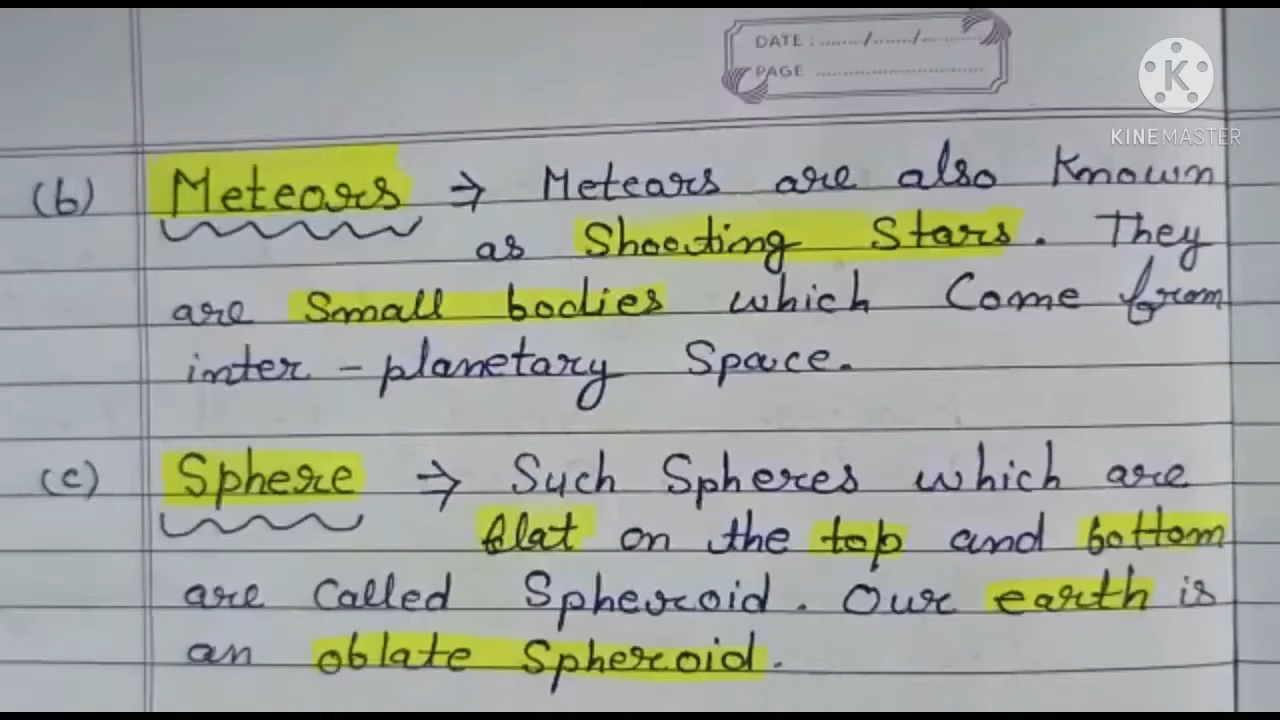 DATE : ....../....../..........
PAGE ..............................
KINEMASTER
(b) Meteors ⇒ Meteors are also Known
as Shooting Stars. They
are Small bodies which Come from
inter - planetary Space.
(c) Sphere ⇒ Such Spheres which are
flat on the top and bottom
are Called Spheroid. Our earth is
an oblate Spheroid.